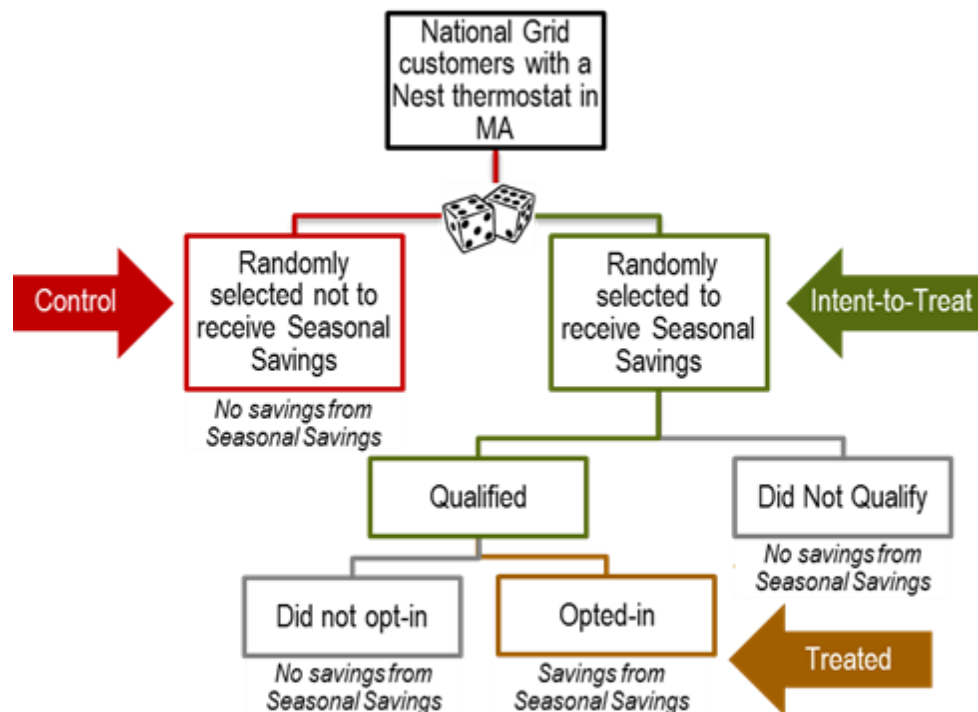 National Grid
customers with a
Nest thermostat in
MA
Control
Randomly
selected not to
receive Seasonal
Savings
No savings from
Seasonal Savings
Randomly
selected to
receive Seasonal
Savings
Intent-to-Treat
Qualified
Did Not Qualify
No savings from
Seasonal Savings
Did not opt-in
No savings from
Seasonal Savings
Opted-in
Savings from
Seasonal Savings
Treated